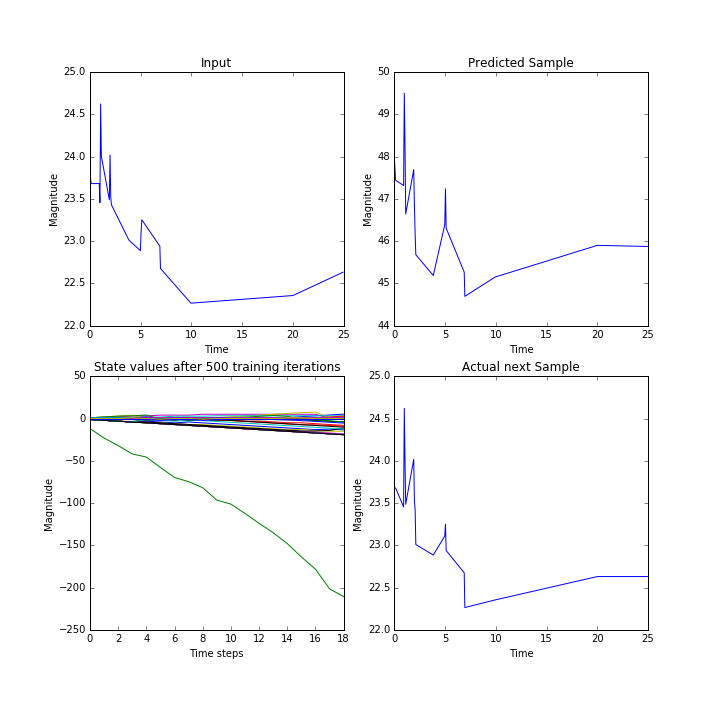 Input
Magnitude
25.0
24.5
24.0
23.5
23.0
22.5
22.0
0 5 10 15 20 25
Time
Predicted Sample
Magnitude
50
49
48
47
46
45
44
0 5 10 15 20 25
Time
State values after 500 training iterations
Magnitude
50
0
−50
−100
−150
−200
−250
0 2 4 6 8 10 12 14 16 18
Time steps
Actual next Sample
Magnitude
25.0
24.5
24.0
23.5
23.0
22.5
22.0
0 5 10 15 20 25
Time